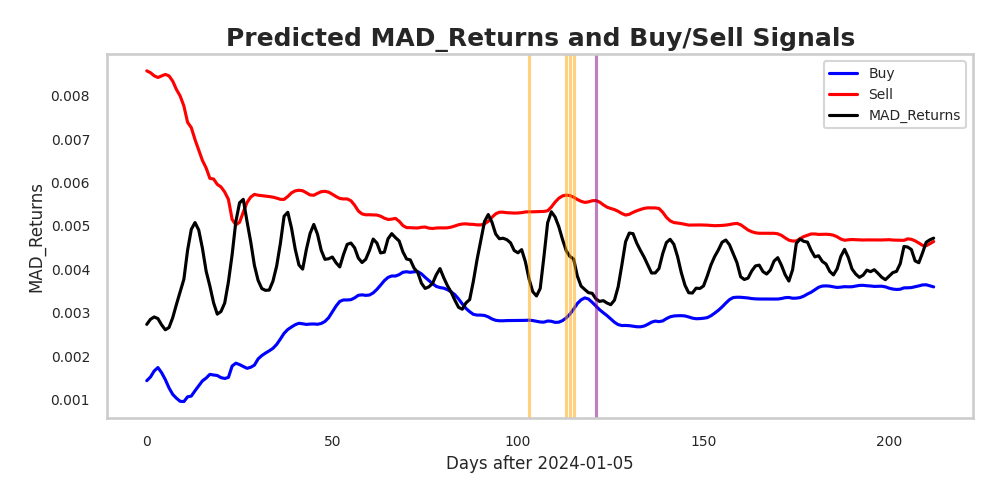 Predicted MAD_Returns and Buy/Sell Signals
Buy
Sell
MAD_Returns
MAD_Returns
0.008
0.007
0.006
0.005
0.004
0.003
0.002
0.001
0
50
100
150
200
Days after 2024-01-05